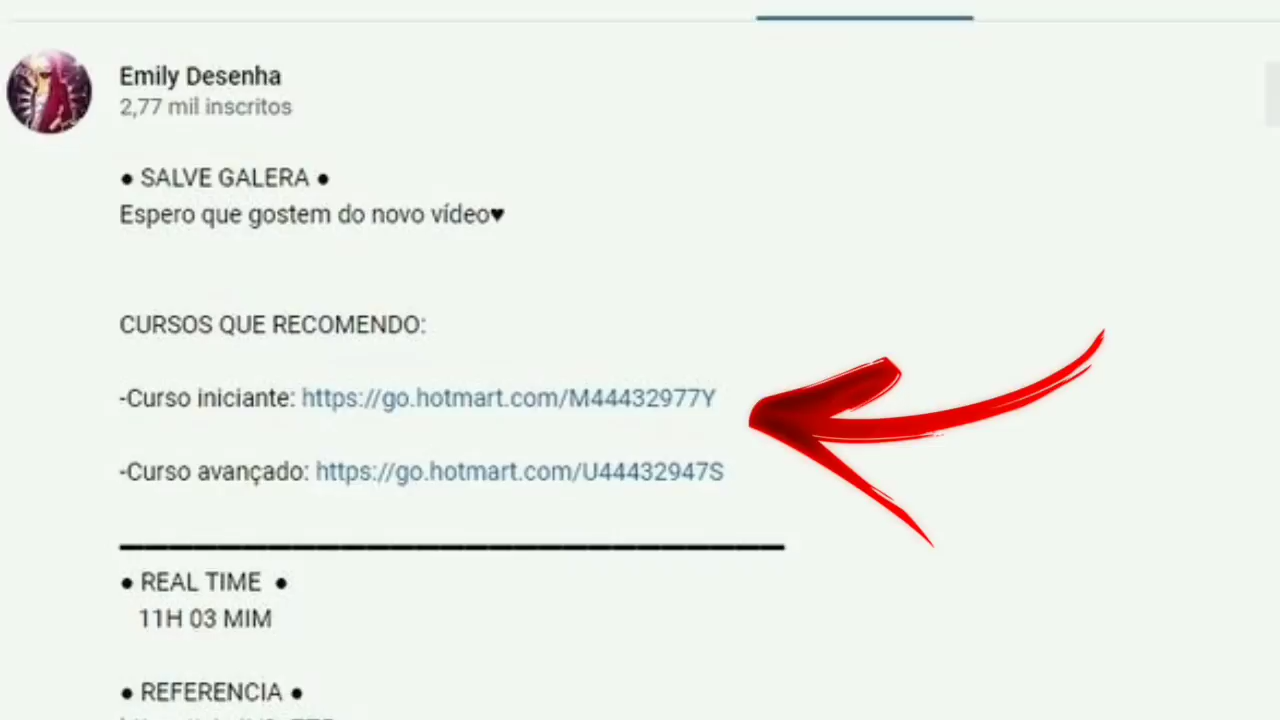 Emily Desenha
2,77 mil inscritos
● SALVE GALERA ●
Espero que gostem do novo vídeo♥
CURSOS QUE RECOMENDO:
-Curso iniciante: https://go.hotmart.com/M44432977Y
-Curso avançado: https://go.hotmart.com/U44432947S
● REAL TIME ●
11H 03 MIM
● REFERENCIA ●